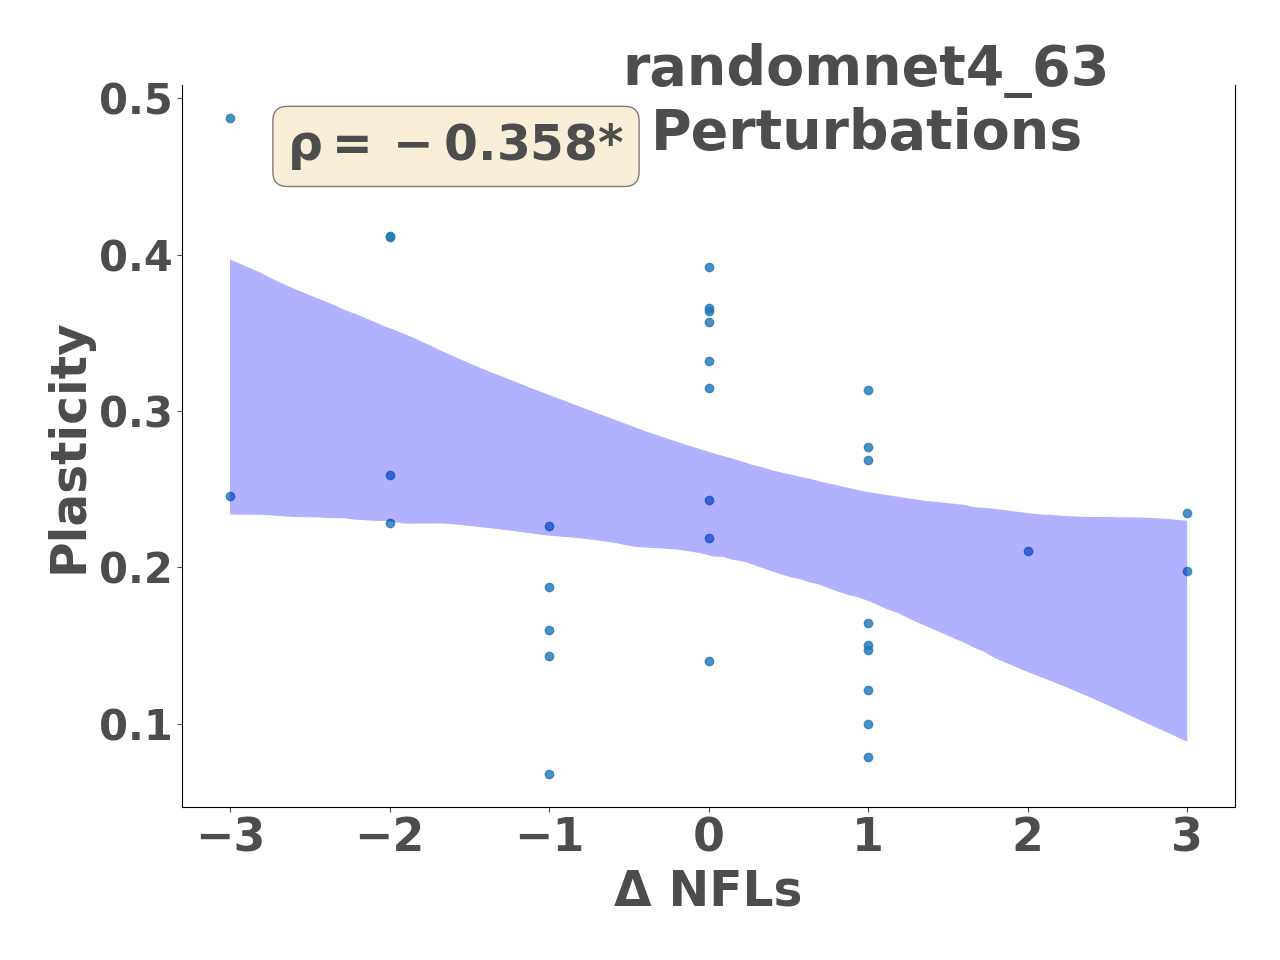 randomnet4_63
Perturbations
ρ = − 0.358*
Plasticity
0.5
0.4
0.3
0.2
0.1
−3 −2 −1 0 1 2 3
Δ NFLs